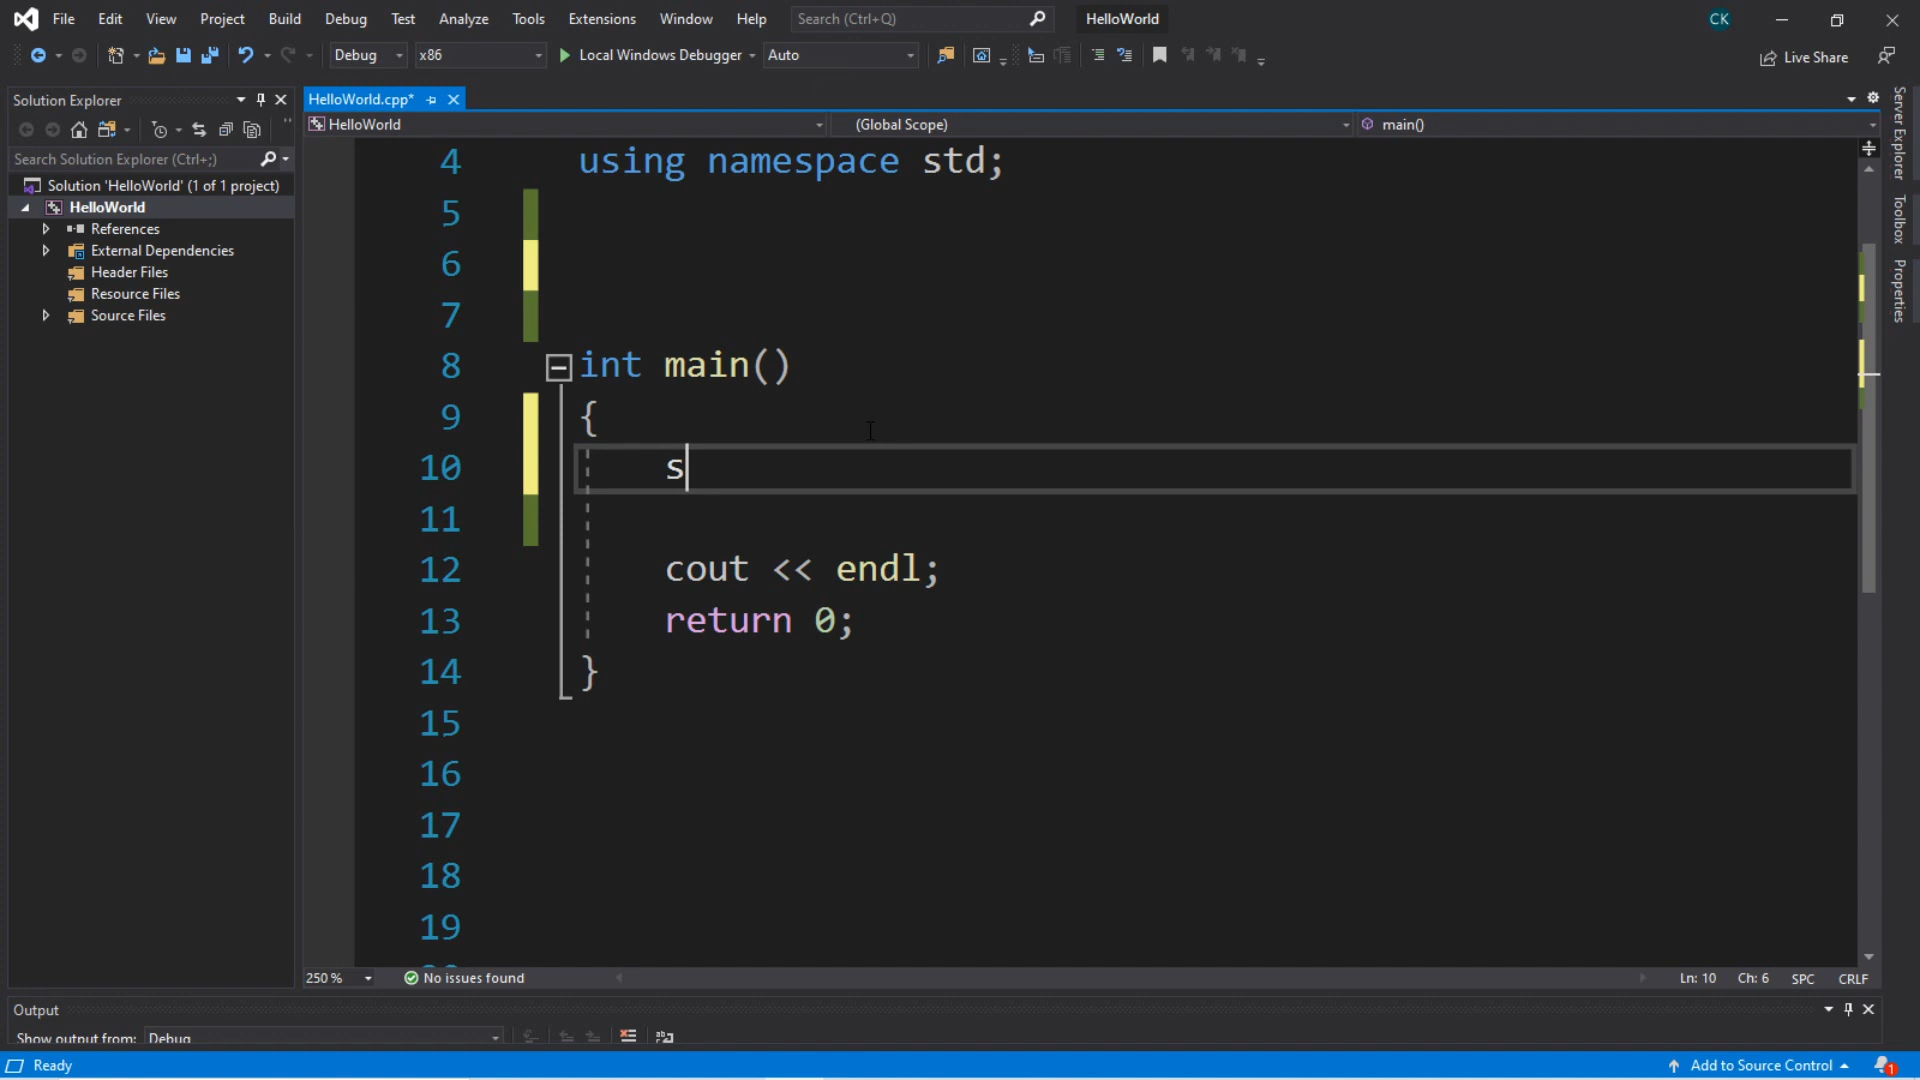 File Edit View Project Build Debug Test Analyze Tools Extensions Window Help Search (Ctrl+Q) HelloWorld CK
Debug x86 Local Windows Debugger Auto Live Share
Solution Explorer
Search Solution Explorer (Ctrl+;)
Solution 'HelloWorld' (1 of 1 project)
HelloWorld
References
External Dependencies
Header Files
Resource Files
Source Files
HelloWorld.cpp*
HelloWorld (Global Scope) main()
4 using namespace std;
5
6
7
8 int main()
9 {
10 s
11
12 cout << endl;
13 return 0;
14 }
15
16
17
18
19
250 % No issues found Ln: 10 Ch: 6 SPC CRLF
Server Explorer
Toolbox
Properties
Output
Show output from: Debug
Ready Add to Source Control 1